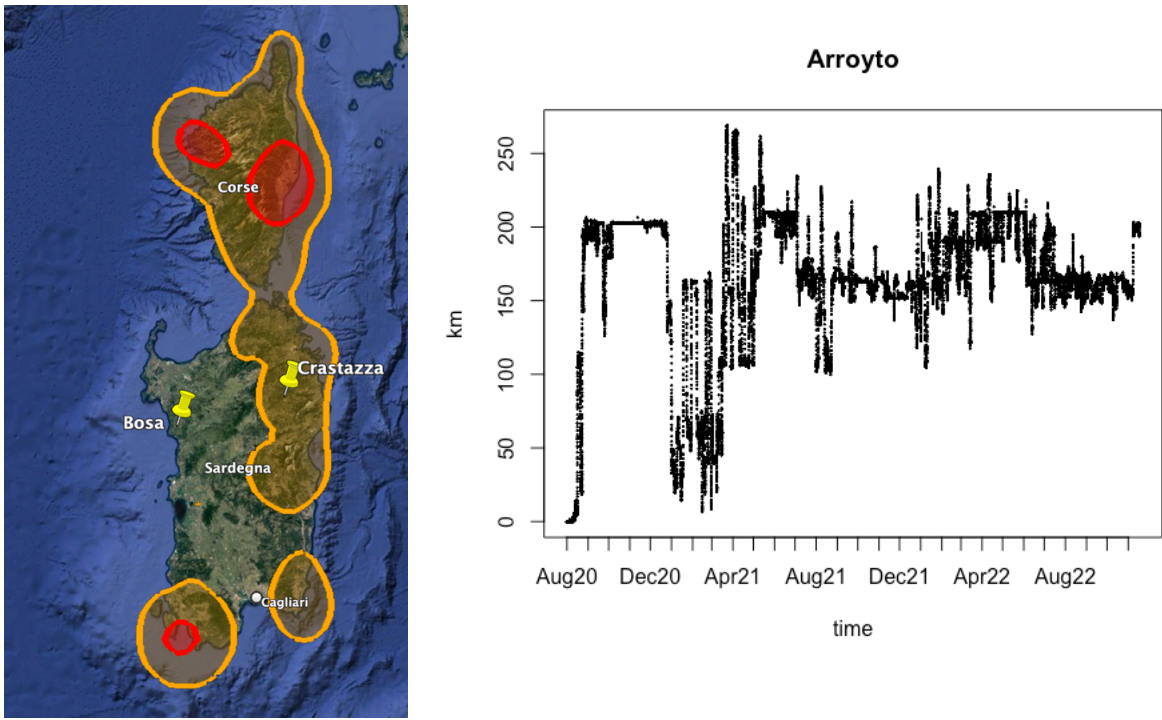 Corse
Crastazza
Bosa
Sardegna
Cagliari
Arroyto
km
250
200
150
100
50
0
Aug20 Dec20 Apr21 Aug21 Dec21 Apr22 Aug22
time